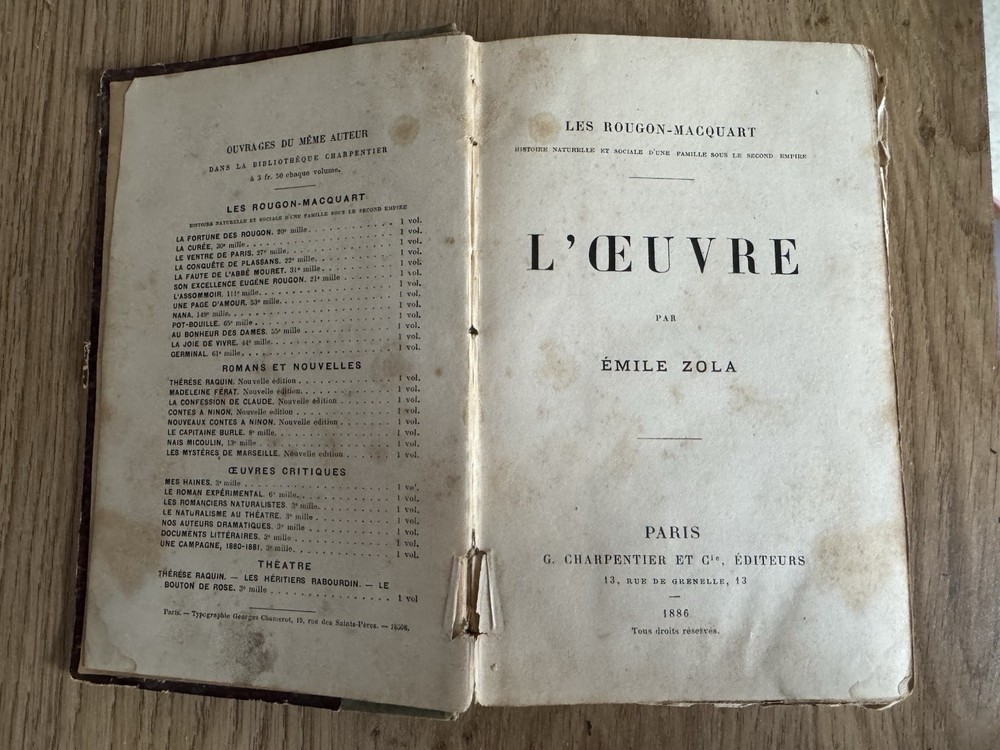 OUVRAGES DU MÊME AUTEUR
DANS LA BIBLIOTHÈQUE CHARPENTIER
à 3 fr. 50 chaque volume.
LES ROUGON-MACQUART
HISTOIRE NATURELLE ET SOCIALE D'UNE FAMILLE SOUS LE SECOND EMPIRE
LA FORTUNE DES ROUGON. 20e mille. 1 vol.
LA CURÉE, 30e mille. 1 vol.
LE VENTRE DE PARIS. 27e mille. 1 vol.
LA CONQUÊTE DE PLASSANS. 22e mille. 1 vol.
LA FAUTE DE L'ABBÉ MOURET. 31e mille. 1 vol.
SON EXCELLENCE EUGÈNE ROUGON. 21e mille 1 vol.
L'ASSOMMOIR. 111e mille. 1 vol.
UNE PAGE D'AMOUR. 53e mille. 1 vol.
NANA. 149e mille. 1 vol.
POT-BOUILLE. 65e mille. 1 vol.
AU BONHEUR DES DAMES. 55e mille 1 vol.
LA JOIE DE VIVRE. 44e mille. 1 vol.
GERMINAL. 61e mille. 1 vol.
ROMANS ET NOUVELLES
THÉRÈSE RAQUIN. Nouvelle édition 1 vol.
MADELEINE FÉRAT. Nouvelle édition. 1 vol.
LA CONFESSION DE CLAUDE. Nouvelle édition 1 vol.
CONTES A NINON. Nouvelle édition 1 vol.
NOUVEAUX CONTES A NINON. Nouvelle édition 1 vol.
LE CAPITAINE BURLE. 8e mille. 1 vol.
NAIS MICOULIN, 13e mille 1 vol.
LES MYSTÈRES DE MARSEILLE. Nouvelle édition 1 vol.
ŒUVRES CRITIQUES
MES HAINES. 3e mille 1 vol.
LE ROMAN EXPÉRIMENTAL. 6e mille. 1 vol.
LES ROMANCIERS NATURALISTES. 3e mille. 1 vol.
LE NATURALISME AU THÉATRE. 3e mille 1 vol.
NOS AUTEURS DRAMATIQUES. 3e mille 1 vol.
DOCUMENTS LITTÉRAIRES. 3e mille 1 vol.
UNE CAMPAGNE, 1880-1881. 3e mille. 1 vol.
THÉATRE
THÉRÈSE RAQUIN. — LES HÉRITIERS RABOURDIN. — LE
BOUTON DE ROSE. 3e mille 1 vol
Paris. — Typographie Georges Chamerot, 19, rue des Saints-Pères. —
LES ROUGON-MACQUART
HISTOIRE NATURELLE ET SOCIALE D'UNE FAMILLE SOUS LE SECOND EMPIRE
L'ŒUVRE
PAR
ÉMILE ZOLA
PARIS
G. CHARPENTIER ET Cie, ÉDITEURS
13, RUE DE GRENELLE, 13
1886
Tous droits réservés.